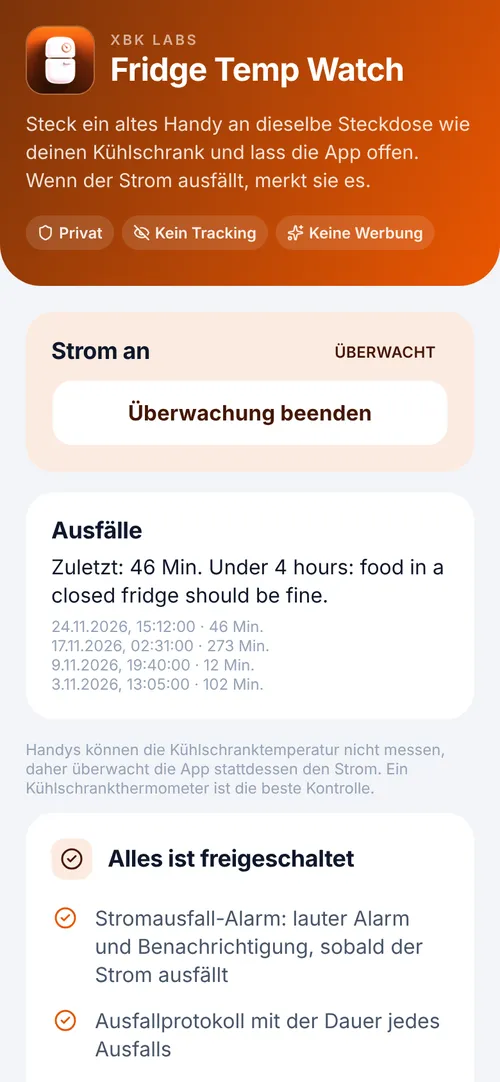 XBK LABS
Fridge Temp Watch
Steck ein altes Handy an dieselbe Steckdose wie
deinen Kühlschrank und lass die App offen.
Wenn der Strom ausfällt, merkt sie es.
Privat
Kein Tracking
Keine Werbung
Strom an
ÜBERWACHT
Überwachung beenden
Ausfälle
Zuletzt: 46 Min. Under 4 hours: food in a
closed fridge should be fine.
24.11.2026, 15:12:00 · 46 Min.
17.11.2026, 02:31:00 · 273 Min.
9.11.2026, 19:40:00 · 12 Min.
3.11.2026, 13:05:00 · 102 Min.
Handys können die Kühlschranktemperatur nicht messen,
daher überwacht die App stattdessen den Strom. Ein
Kühlschrankthermometer ist die beste Kontrolle.
Alles ist freigeschaltet
Stromausfall-Alarm: lauter Alarm
und Benachrichtigung, sobald der
Strom ausfällt
Ausfallprotokoll mit der Dauer jedes
Ausfalls